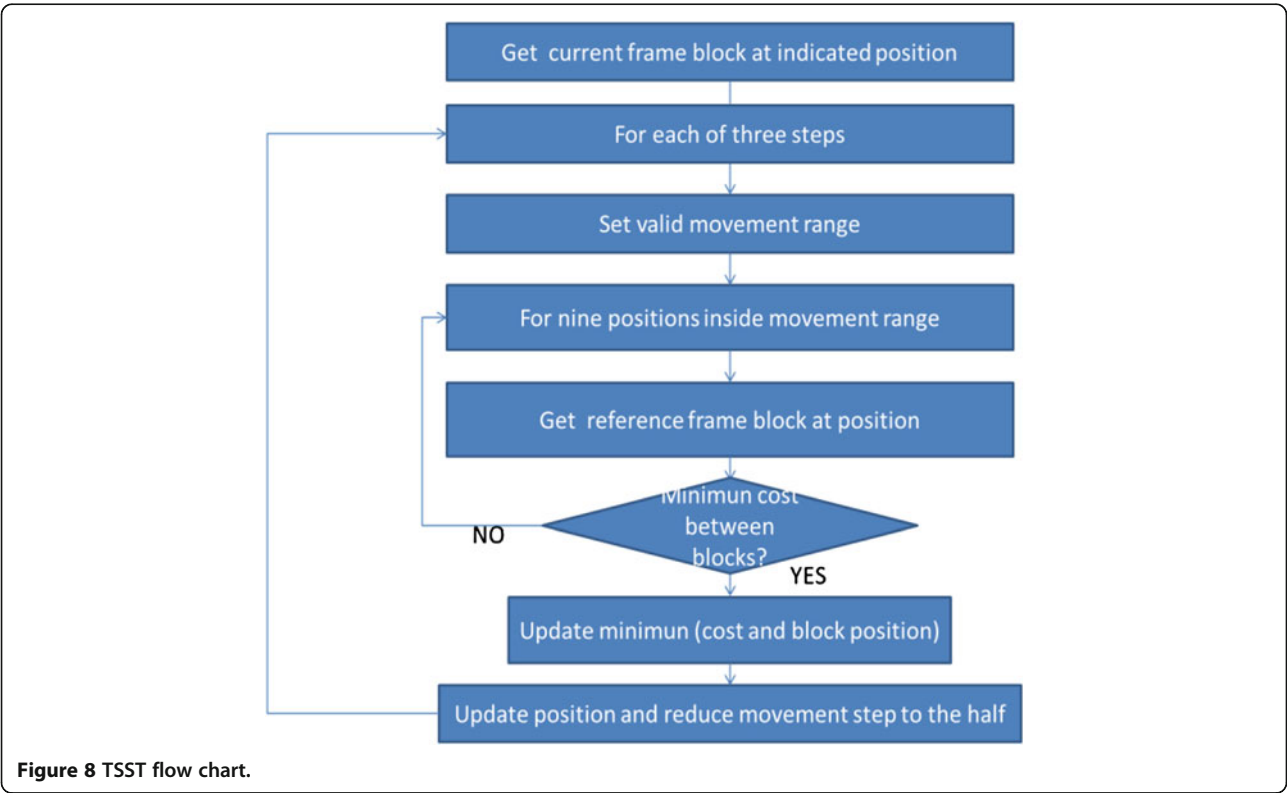 Get current frame block at indicated position
For each of three steps
Set valid movement range
For nine positions inside movement range
Get reference frame block at position
Minimun cost
between
blocks?
NO
YES
Update minimun (cost and block position)
Update position and reduce movement step to the half
Figure 8 TSST flow chart.